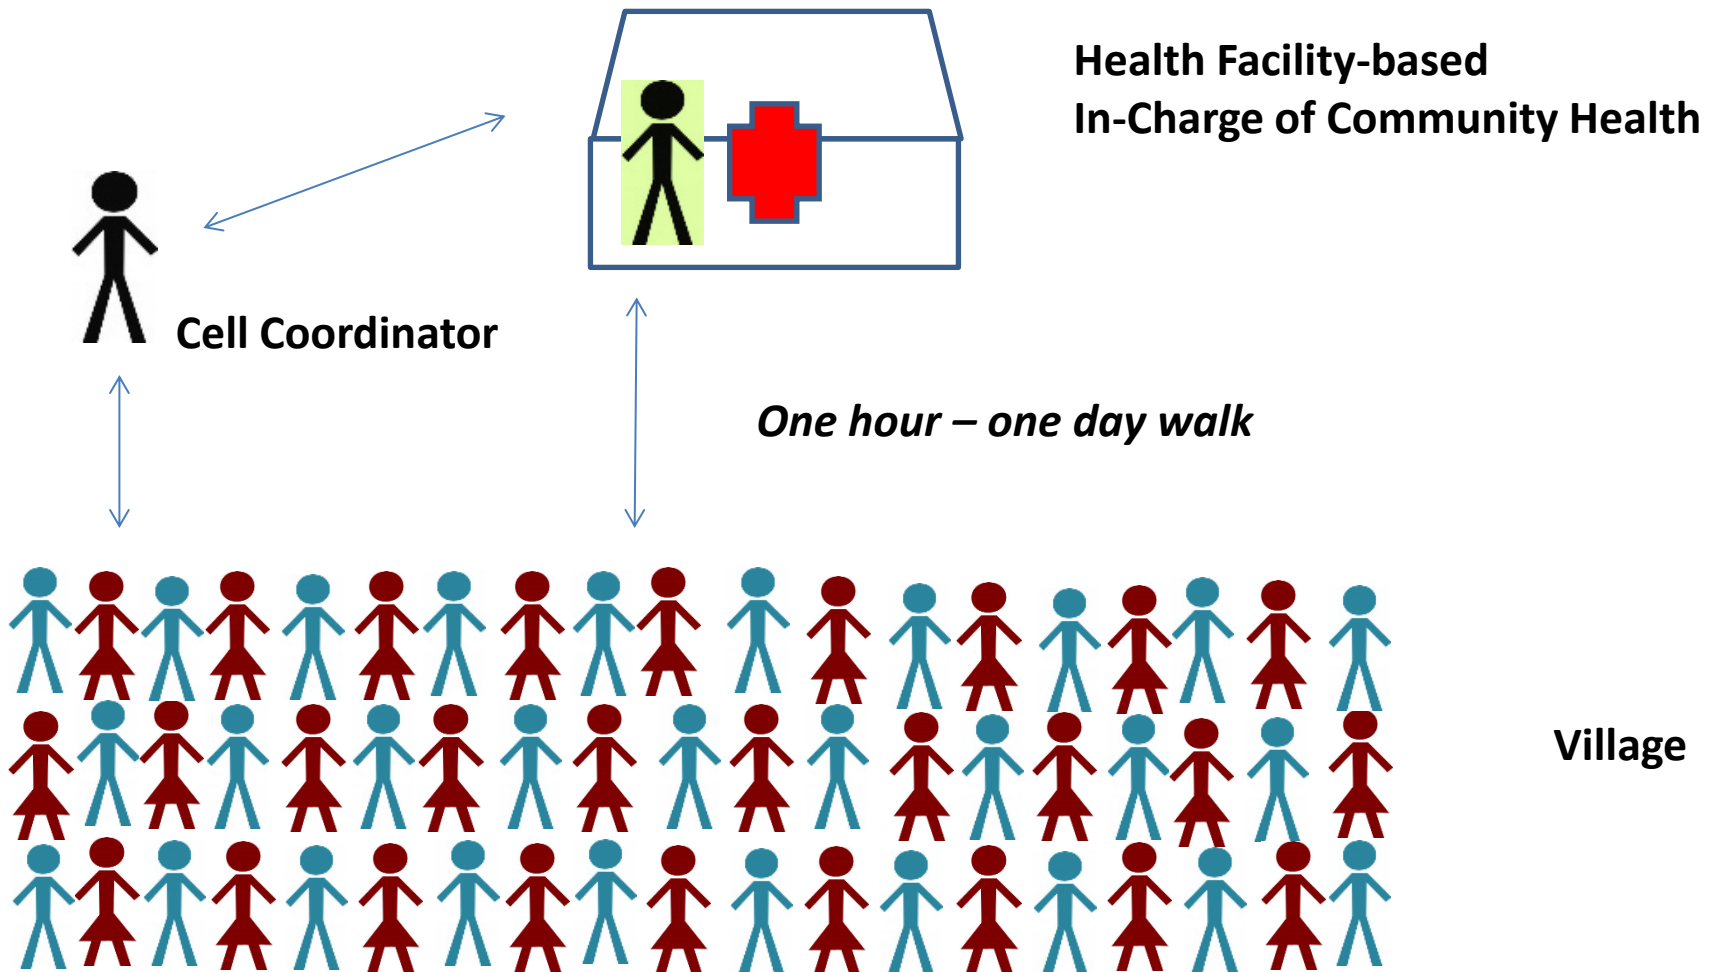 Health Facility-based
In-Charge of Community Health
Cell Coordinator
One hour – one day walk
Village